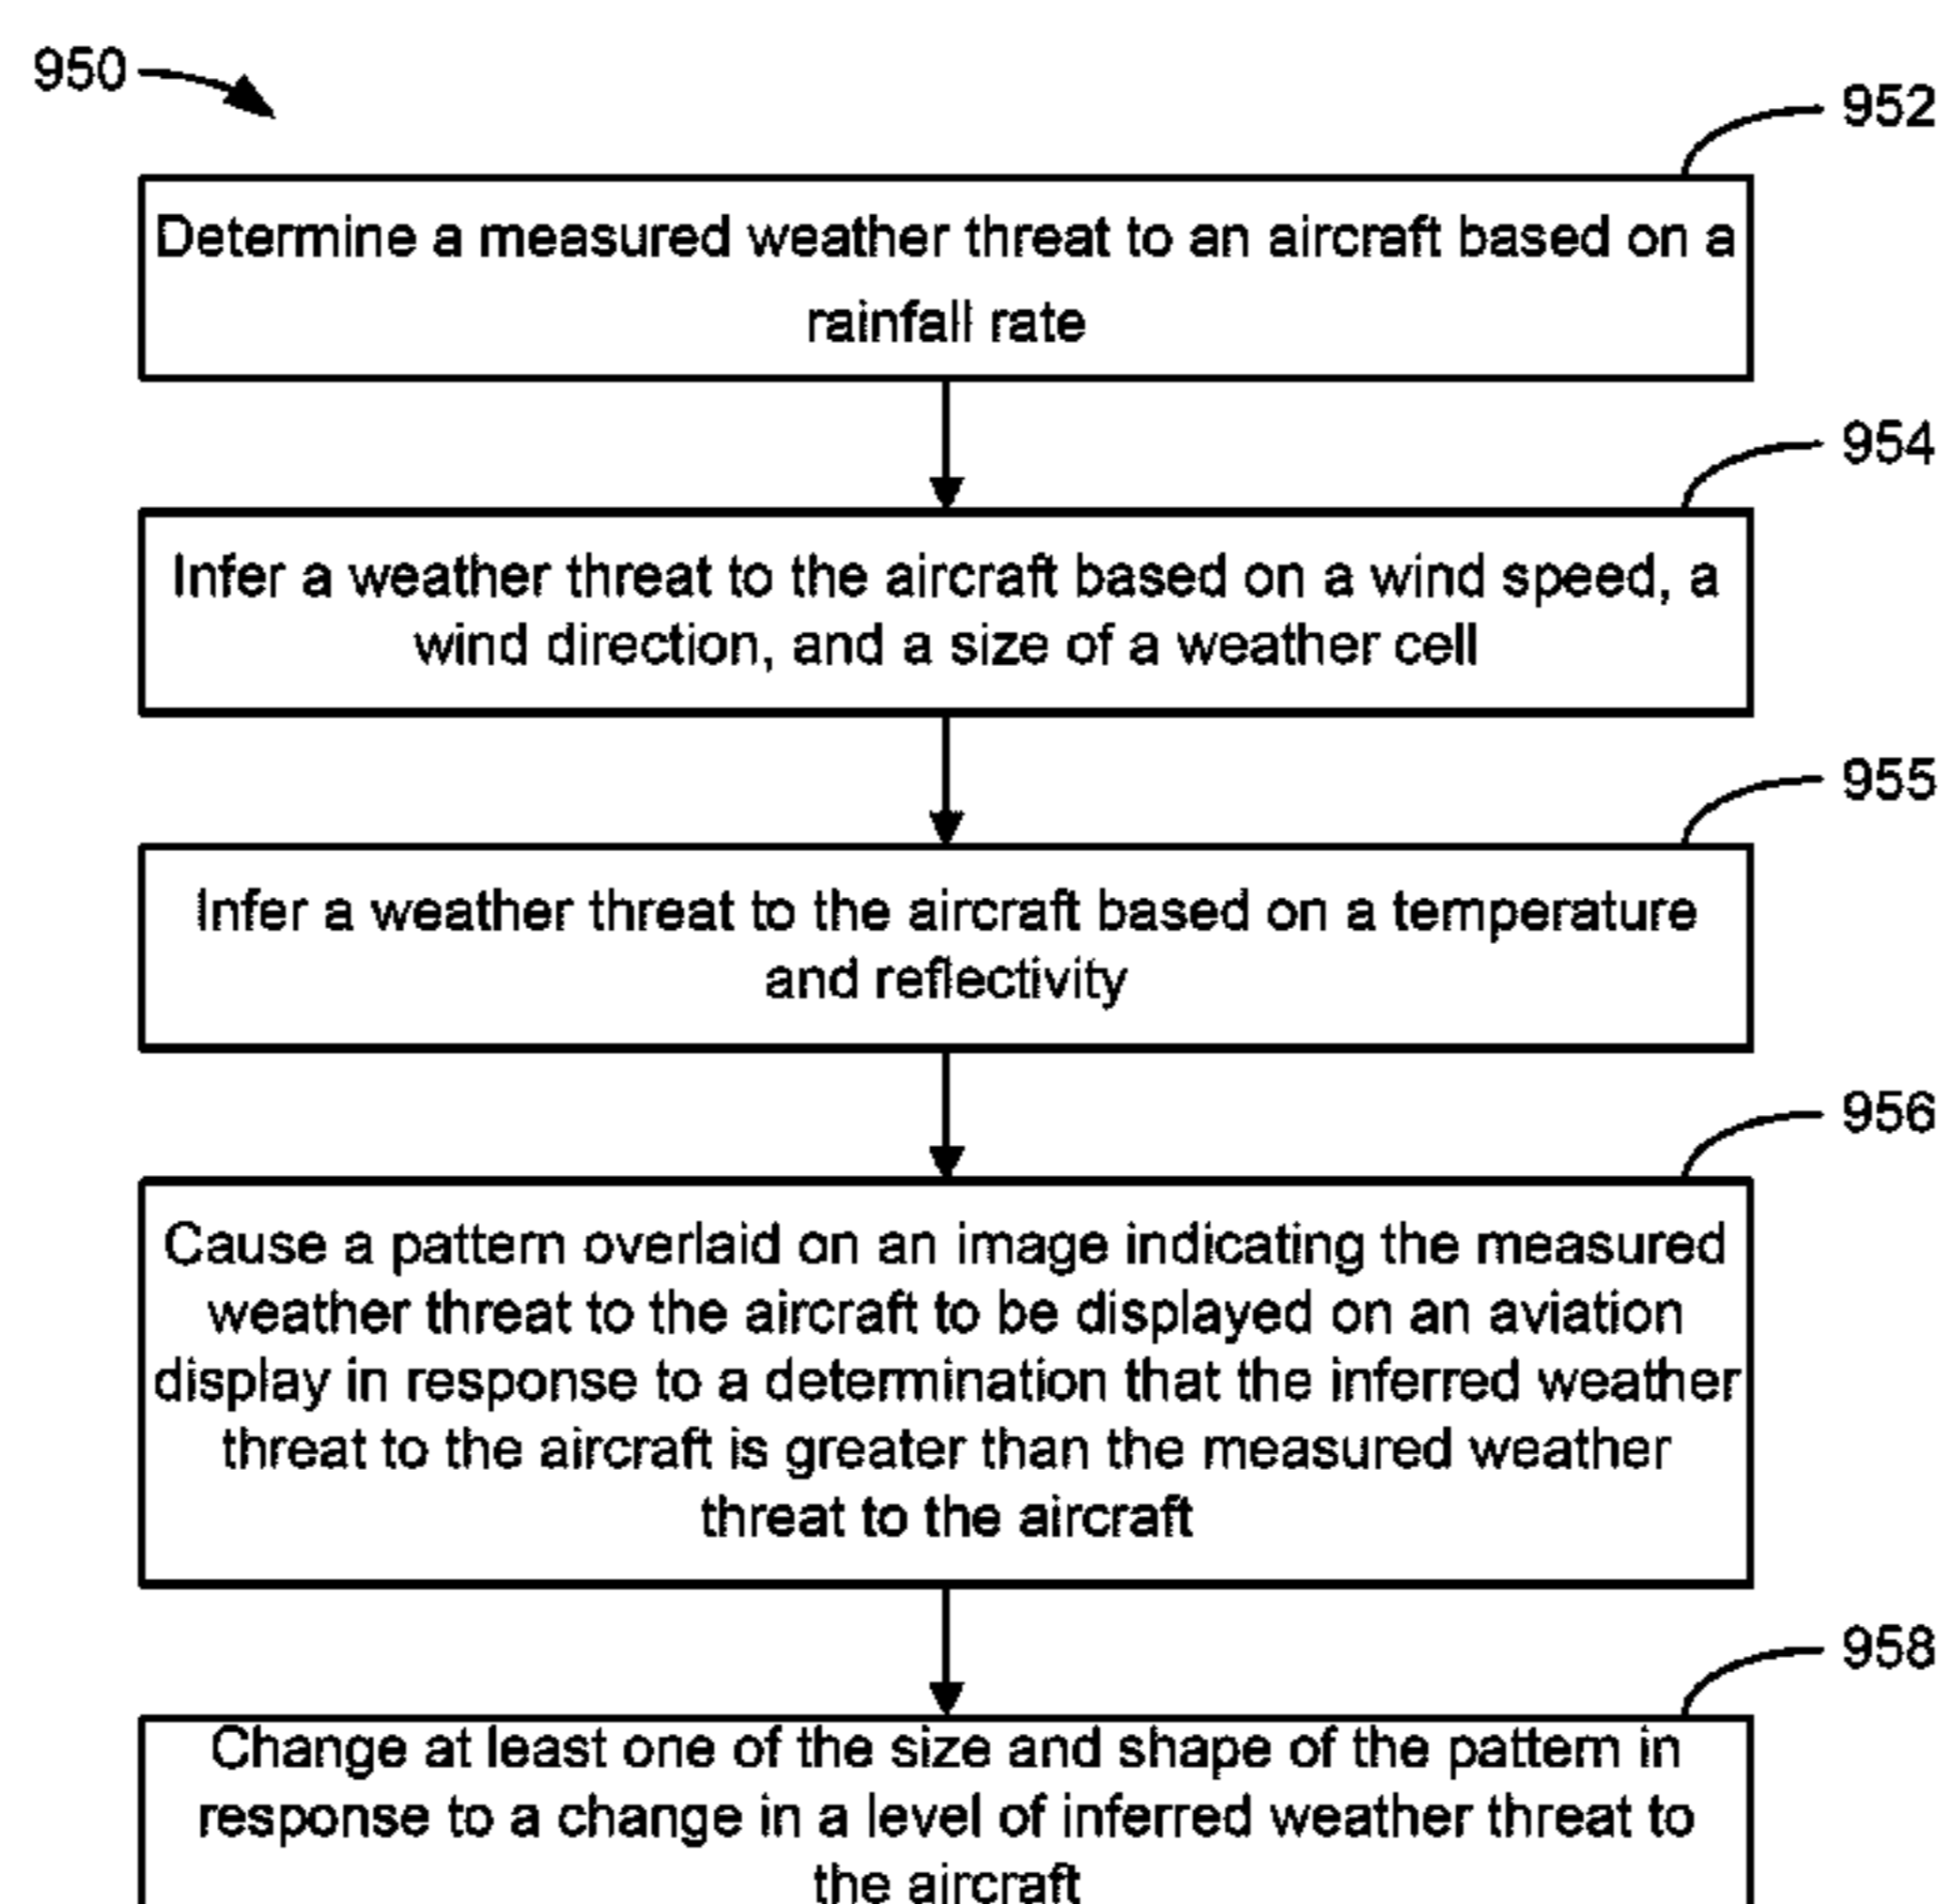 950
952
Determine a measured weather threat to an aircraft based on a
rainfall rate
954
Infer a weather threat to the aircraft based on a wind speed, a
wind direction, and a size of a weather cell
955
Infer a weather threat to the aircraft based on a temperature
and reflectivity
956
Cause a pattern overlaid on an image indicating the measured
weather threat to the aircraft to be displayed on an aviation
display in response to a determination that the inferred weather
threat to the aircraft is greater than the measured weather
threat to the aircraft
958
Change at least one of the size and shape of the pattern in
response to a change in a level of inferred weather threat to
the aircraft